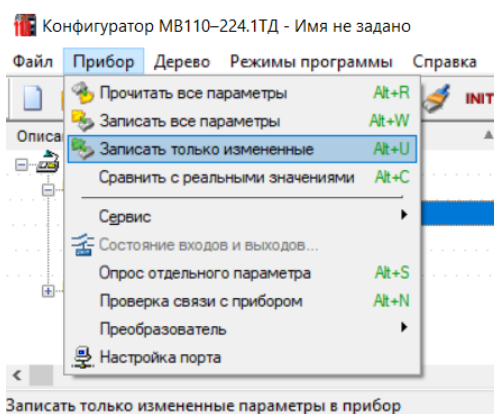 Конфигуратор МВ110–224.1ТД - Имя не задано
Файл Прибор Дерево Режимы программы Справка
Прочитать все параметры Alt+R
Записать все параметры Alt+W
INIT
Записать только измененные Alt+U
Сравнить с реальными значениями Alt+C
Сервис
Состояние входов и выходов...
Опрос отдельного параметра Alt+S
Проверка связи с прибором Alt+N
Преобразователь
Настройка порта
Записать только измененные параметры в прибор